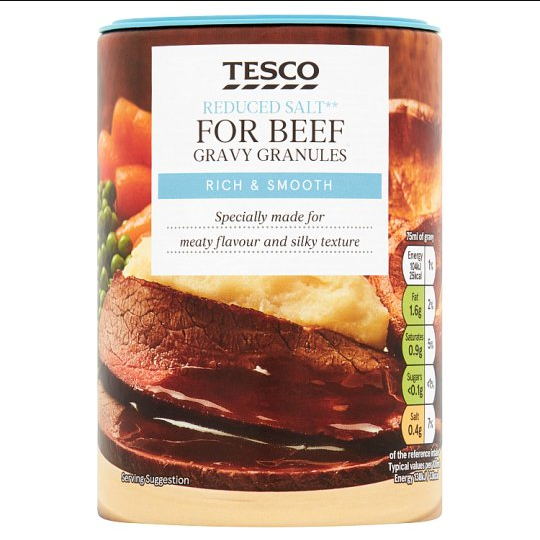 TESCO
REDUCED SALT**
FOR BEEF
GRAVY GRANULES
RICH & SMOOTH
Specially made for
meaty flavour and silky texture
75ml of gravy
Energy
104kJ
25kcal
1%
Fat
1.6g
2%
Saturates
0.9g
5%
Sugars
<0.1g
<1%
Salt
0.4g
7%
of the reference
Typical values
Energy
Serving Suggestion